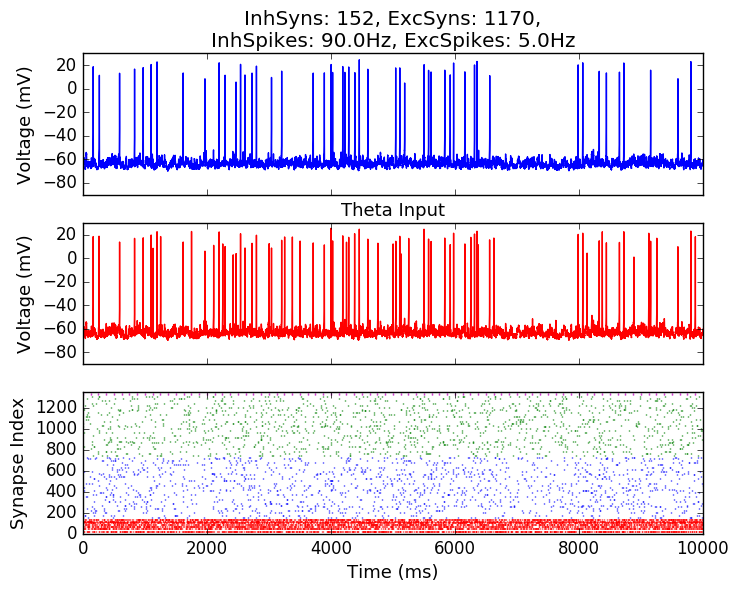 InhSyns: 152, ExcSyns: 1170,
InhSpikes: 90.0Hz, ExcSpikes: 5.0Hz
20
0
−20
−40
−60
−80
Voltage (mV)
Theta Input
20
0
−20
−40
−60
−80
Voltage (mV)
1200
1000
800
600
400
200
0
Synapse Index
0 2000 4000 6000 8000 10000
Time (ms)